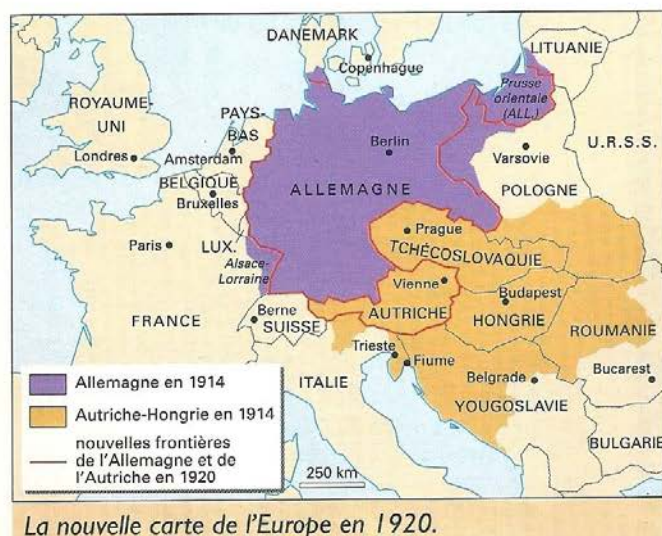 DANEMARK
Copenhague
LITUANIE
ROYAUME-
UNI
Londres
PAYS-
BAS
Amsterdam
Prusse
orientale
(ALL.)
U.R.S.S.
Berlin
Varsovie
BELGIQUE
Bruxelles
ALLEMAGNE
POLOGNE
Paris
LUX.
Alsace-
Lorraine
Prague
TCHÉCOSLOVAQUIE
Vienne
Budapest
FRANCE
Berne
SUISSE
AUTRICHE
HONGRIE
ROUMANIE
Trieste
Fiume
ITALIE
Belgrade
Bucarest
YOUGOSLAVIE
BULGARIE
Allemagne en 1914
Autriche-Hongrie en 1914
nouvelles frontières
de l'Allemagne et de
l'Autriche en 1920
250 km
La nouvelle carte de l'Europe en 1920.